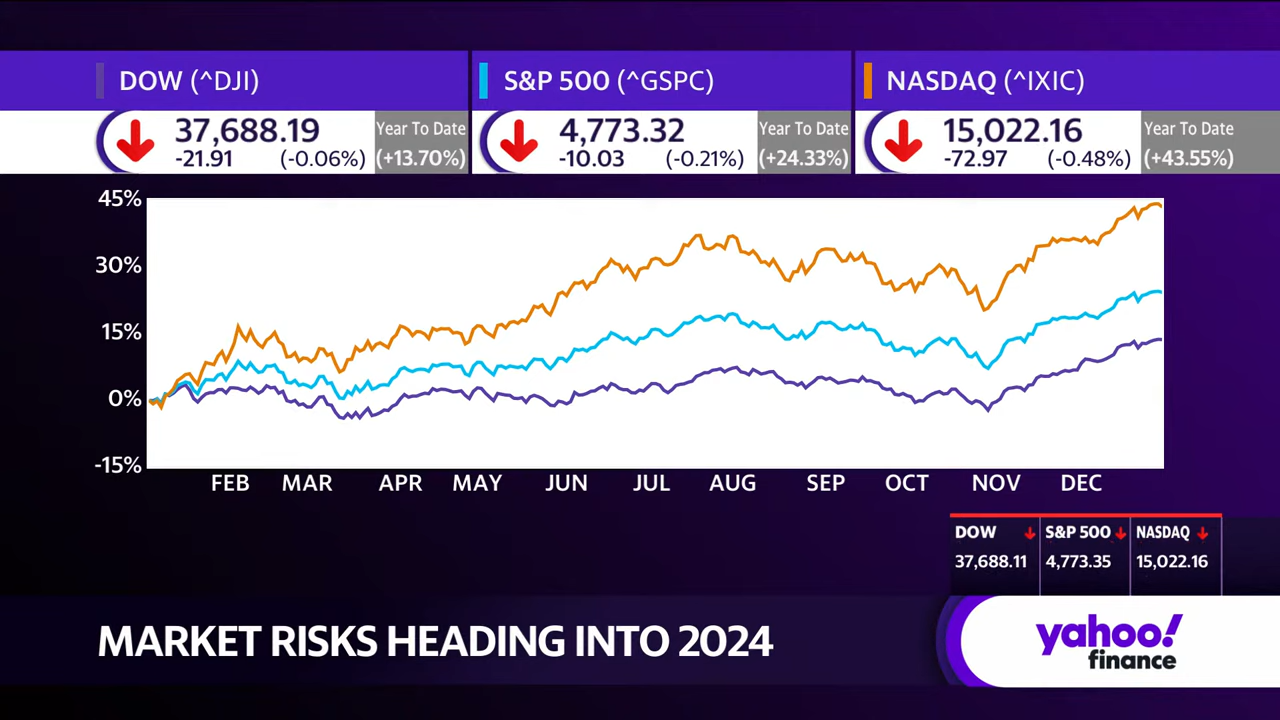 DOW (^DJI)
37,688.19
-21.91 (-0.06%)
Year To Date
(+13.70%)
S&P 500 (^GSPC)
4,773.32
-10.03 (-0.21%)
Year To Date
(+24.33%)
NASDAQ (^IXIC)
15,022.16
-72.97 (-0.48%)
Year To Date
(+43.55%)
45%
30%
15%
0%
-15%
FEB MAR APR MAY JUN JUL AUG SEP OCT NOV DEC
DOW S&P 500 NASDAQ
37,688.11 4,773.35 15,022.16
MARKET RISKS HEADING INTO 2024
yahoo!
finance